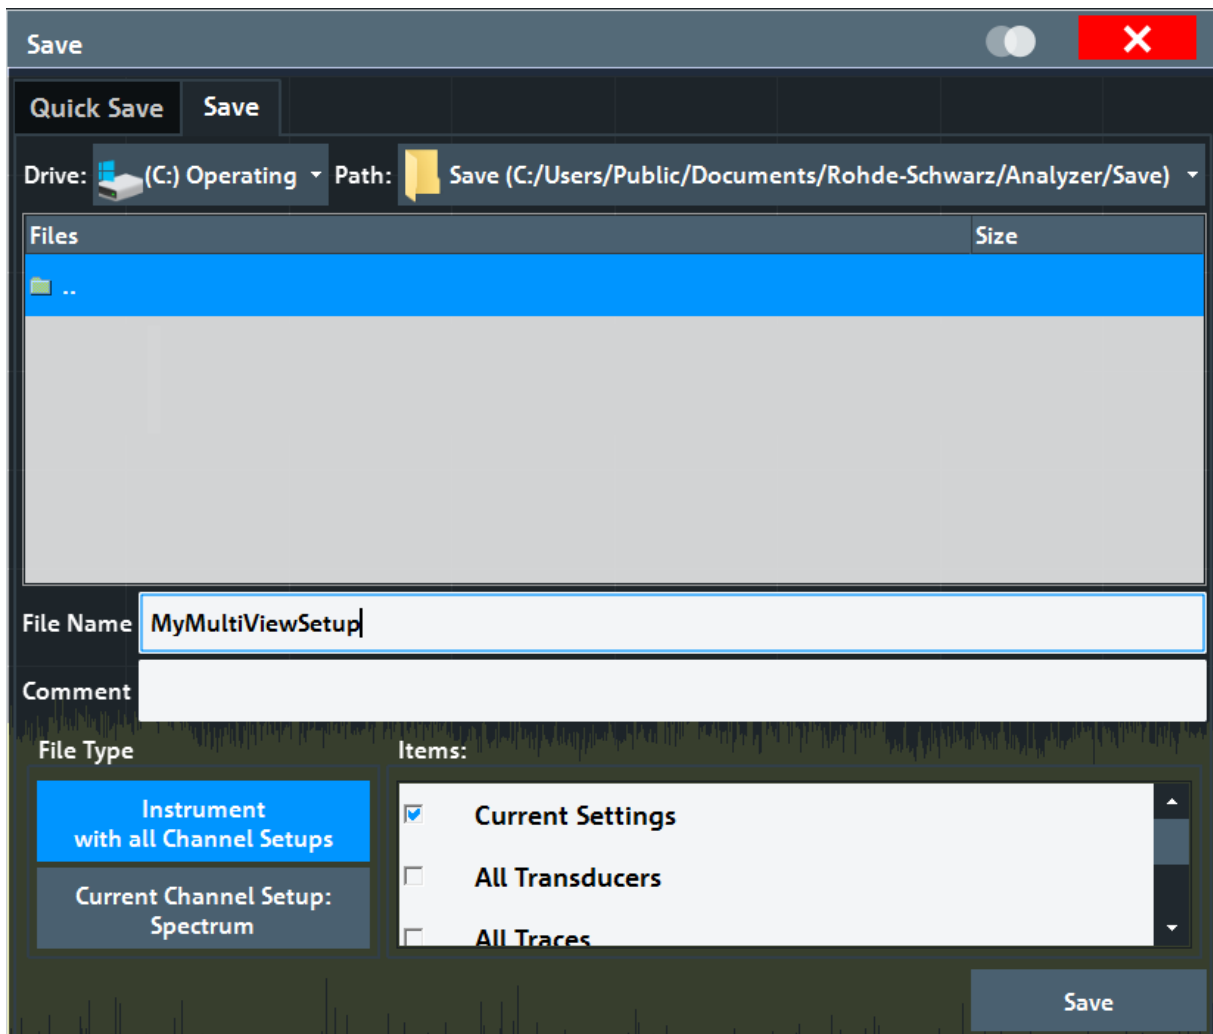 Save
Quick Save Save
Drive: (C:) Operating Path: Save (C:/Users/Public/Documents/Rohde-Schwarz/Analyzer/Save)
Files Size
..
File Name MyMultiViewSetup
Comment
File Type Items:
Instrument
with all Channel Setups
Current Channel Setup:
Spectrum
Current Settings
All Transducers
All Traces
Save